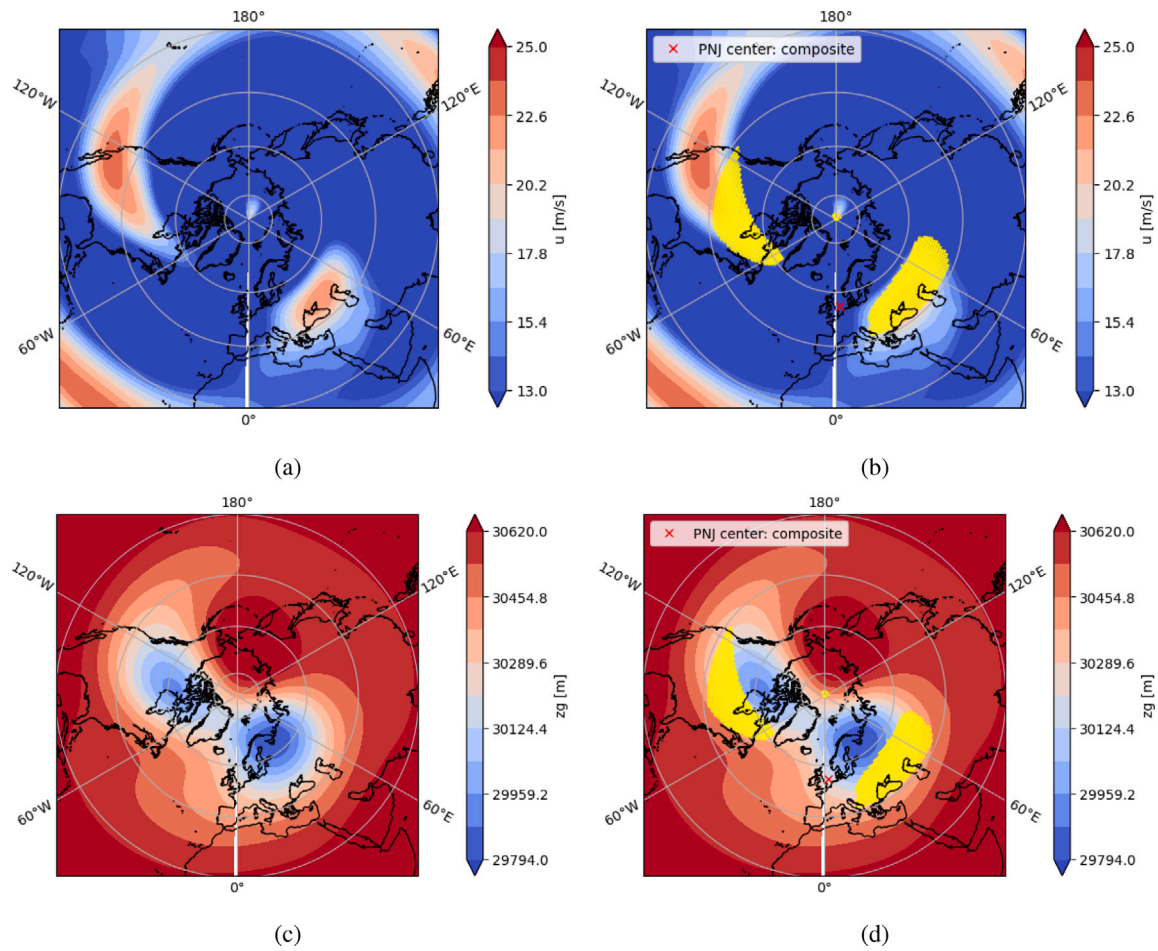 180°
120°W
120°E
60°W
60°E
0°
25.0
22.6
20.2
17.8
15.4
13.0
u [m/s]
(a)
180°
PNJ center: composite
120°W
120°E
60°W
60°E
0°
25.0
22.6
20.2
17.8
15.4
13.0
u [m/s]
(b)
180°
120°W
120°E
60°W
60°E
0°
30620.0
30454.8
30289.6
30124.4
29959.2
29794.0
zg [m]
(c)
180°
PNJ center: composite
120°W
120°E
60°W
60°E
0°
30620.0
30454.8
30289.6
30124.4
29959.2
29794.0
zg [m]
(d)